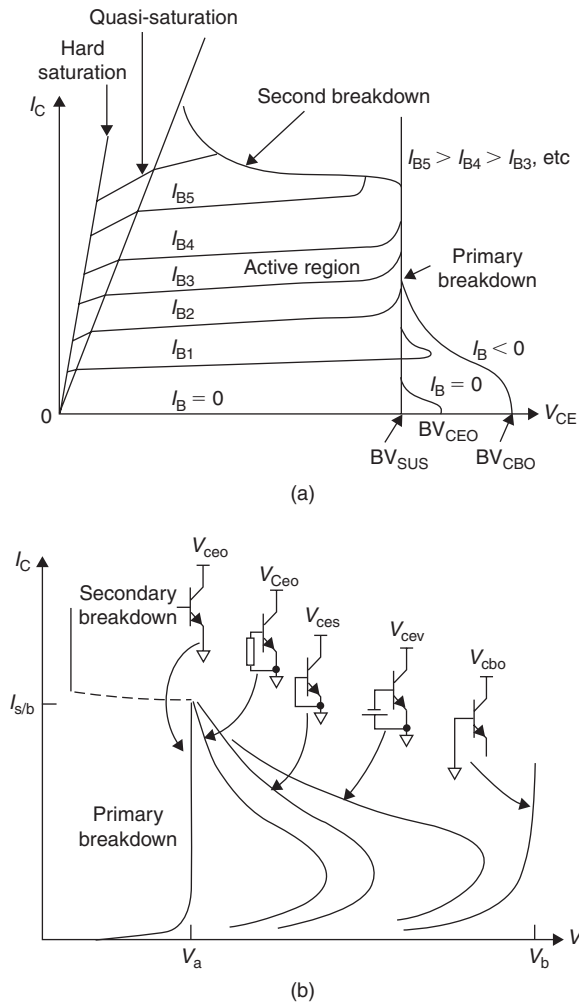 Quasi-saturation
Hard
saturation
I_C
Second breakdown
I_B5 > I_B4 > I_B3, etc
I_B5
I_B4
Active region
Primary
breakdown
I_B3
I_B2
I_B1
I_B < 0
I_B = 0
I_B = 0
0
V_CE
BV_CEO
BV_SUS
BV_CBO
(a)
I_C
V_ceo
V_Ceo
V_ces
V_cev
V_cbo
Secondary
breakdown
I_s/b
Primary
breakdown
V_a
V_b
V
(b)